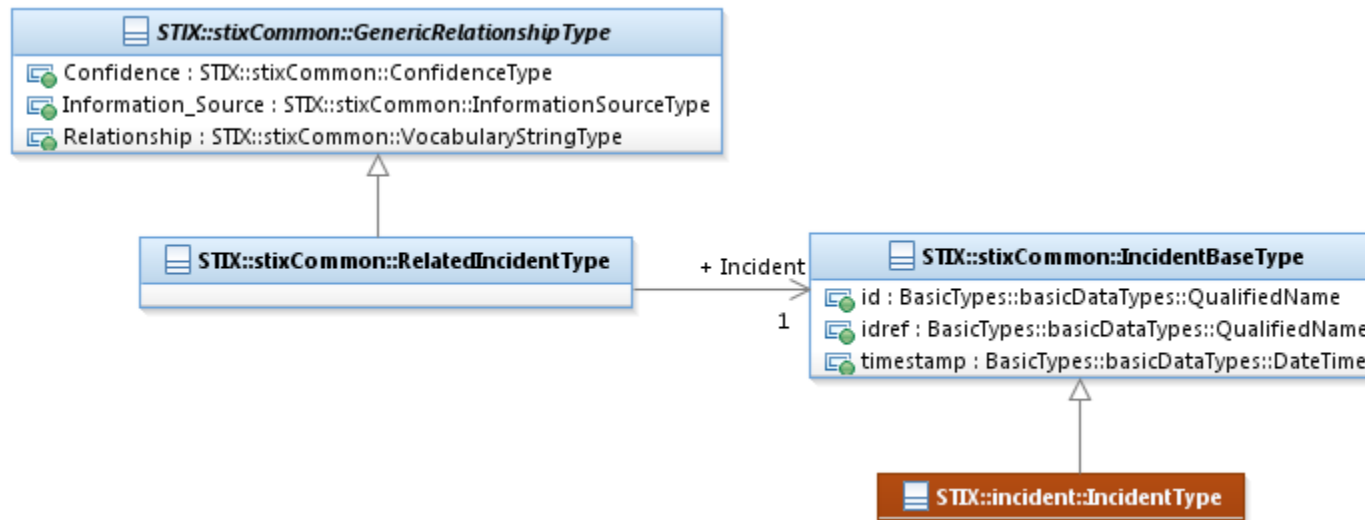 STIX::stixCommon::GenericRelationshipType
Confidence : STIX::stixCommon::ConfidenceType
Information_Source : STIX::stixCommon::InformationSourceType
Relationship : STIX::stixCommon::VocabularyStringType
STIX::stixCommon::RelatedIncidentType
+ Incident
1
STIX::stixCommon::IncidentBaseType
id : BasicTypes::basicDataTypes::QualifiedName
idref : BasicTypes::basicDataTypes::QualifiedName
timestamp : BasicTypes::basicDataTypes::DateTime
STIX::incident::IncidentType